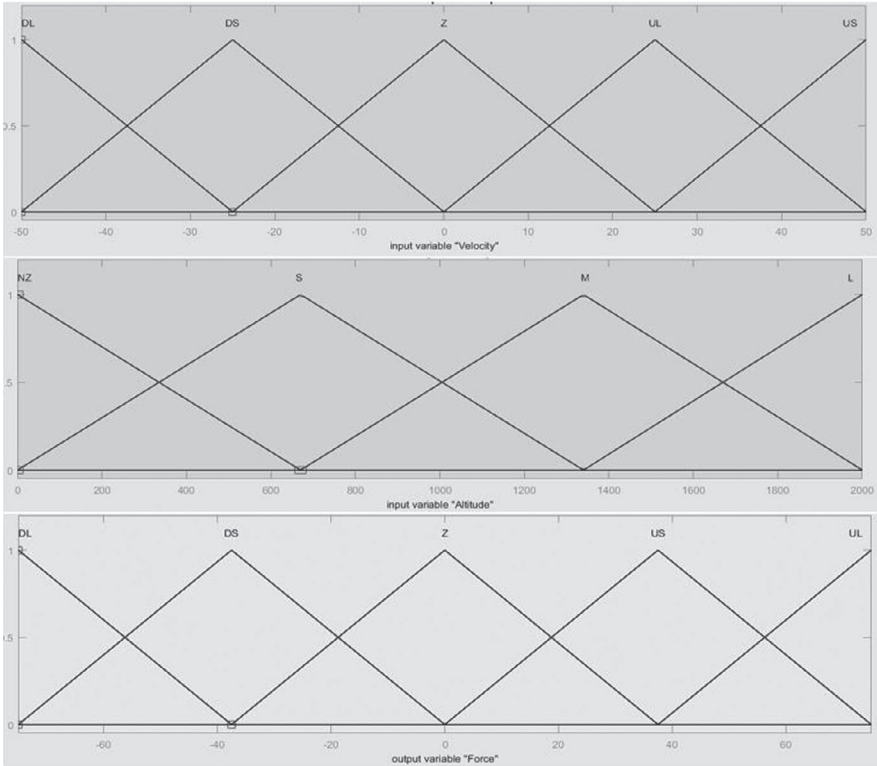 DL DS Z UL US
1
0.5
0
-50 -40 -30 -20 -10 0 10 20 30 40 50
input variable "Velocity"
NZ S M L
1
.5
0
0 200 400 600 800 1000 1200 1400 1600 1800 2000
input variable "Altitude"
DL DS Z US UL
1
.5
0
-60 -40 -20 0 20 40 60
output variable "Force"